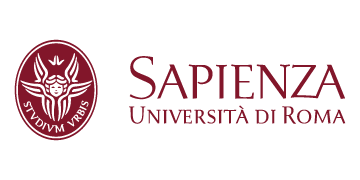 STVDIVM VRBIS
SAPIENZA
UNIVERSITÀ DI ROMA